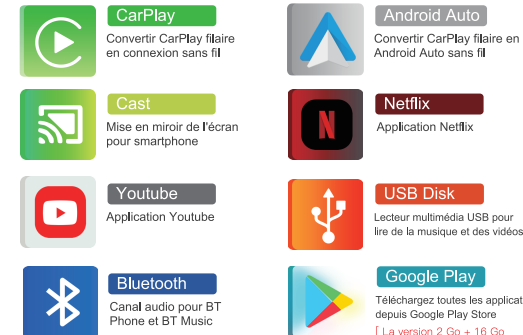 CarPlay
Convertir CarPlay filaire
en connexion sans fil
Android Auto
Convertir CarPlay filaire en
Android Auto sans fil
Cast
Mise en miroir de l'écran
pour smartphone
Netflix
Application Netflix
Youtube
Application Youtube
USB Disk
Lecteur multimédia USB pour
lire de la musique et des vidéos
Bluetooth
Canal audio pour BT
Phone et BT Music
Google Play
Téléchargez toutes les applicat
depuis Google Play Store
[ La version 2 Go + 16 Go
N